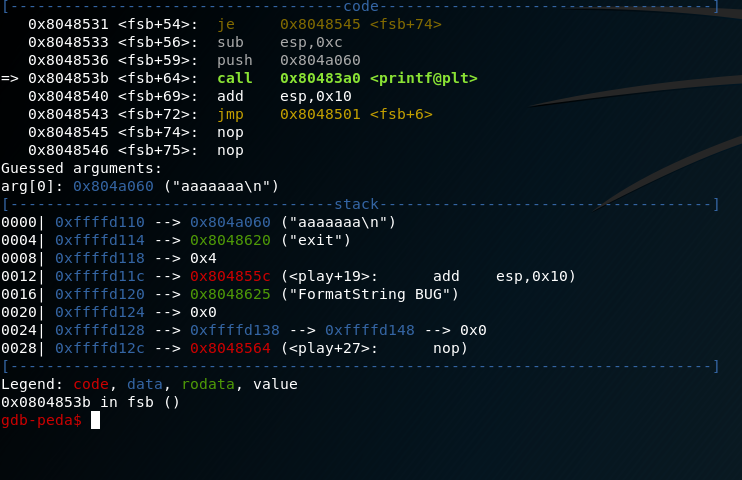 [-------------------------------------code-------------------------------------]
   0x8048531 <fsb+54>:	je     0x8048545 <fsb+74>
   0x8048533 <fsb+56>:	sub    esp,0xc
   0x8048536 <fsb+59>:	push   0x804a060
=> 0x804853b <fsb+64>:	call   0x80483a0 <printf@plt>
   0x8048540 <fsb+69>:	add    esp,0x10
   0x8048543 <fsb+72>:	jmp    0x8048501 <fsb+6>
   0x8048545 <fsb+74>:	nop
   0x8048546 <fsb+75>:	nop
Guessed arguments:
arg[0]: 0x804a060 ("aaaaaaa\n")
[------------------------------------stack-------------------------------------]
0000| 0xffffd110 --> 0x804a060 ("aaaaaaa\n")
0004| 0xffffd114 --> 0x8048620 ("exit")
0008| 0xffffd118 --> 0x4
0012| 0xffffd11c --> 0x804855c (<play+19>:	add    esp,0x10)
0016| 0xffffd120 --> 0x8048625 ("FormatString BUG")
0020| 0xffffd124 --> 0x0
0024| 0xffffd128 --> 0xffffd138 --> 0xffffd148 --> 0x0
0028| 0xffffd12c --> 0x8048564 (<play+27>:	nop)
[------------------------------------------------------------------------------]
Legend: code, data, rodata, value
0x0804853b in fsb ()
gdb-peda$